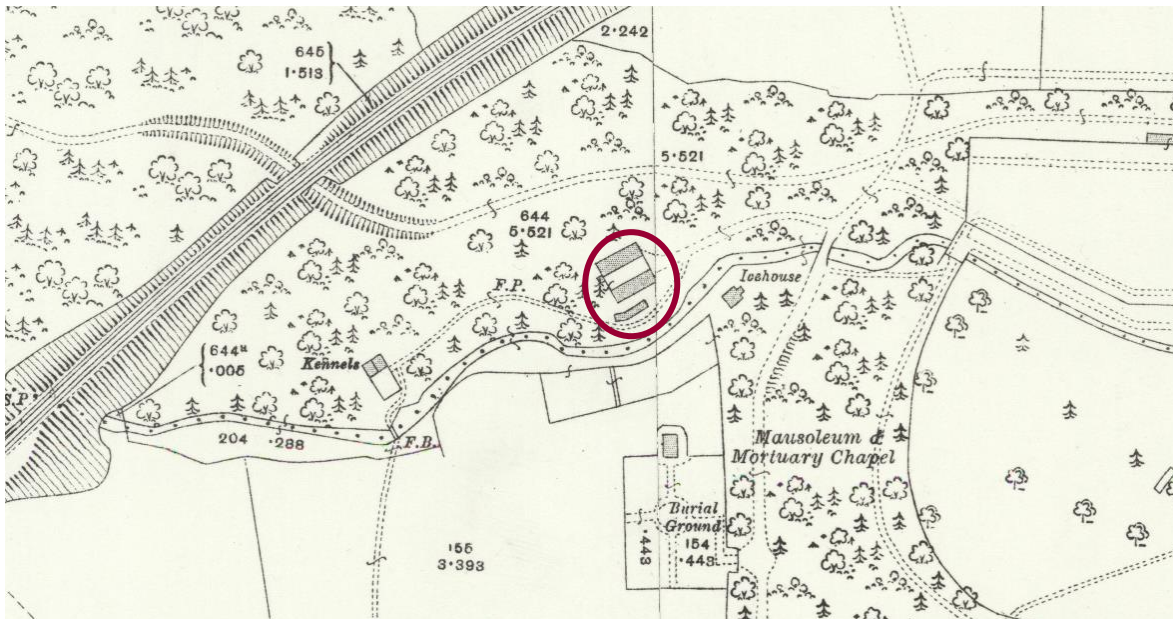 2·242
645
1·513
5·521
644
5·521
Icehouse
F.P.
644ᵃ
·005
Kennels
S.P
204 ·288
F.B.
Mausoleum &
Mortuary Chapel
Burial
Ground
·443
154
·443
155
3·393